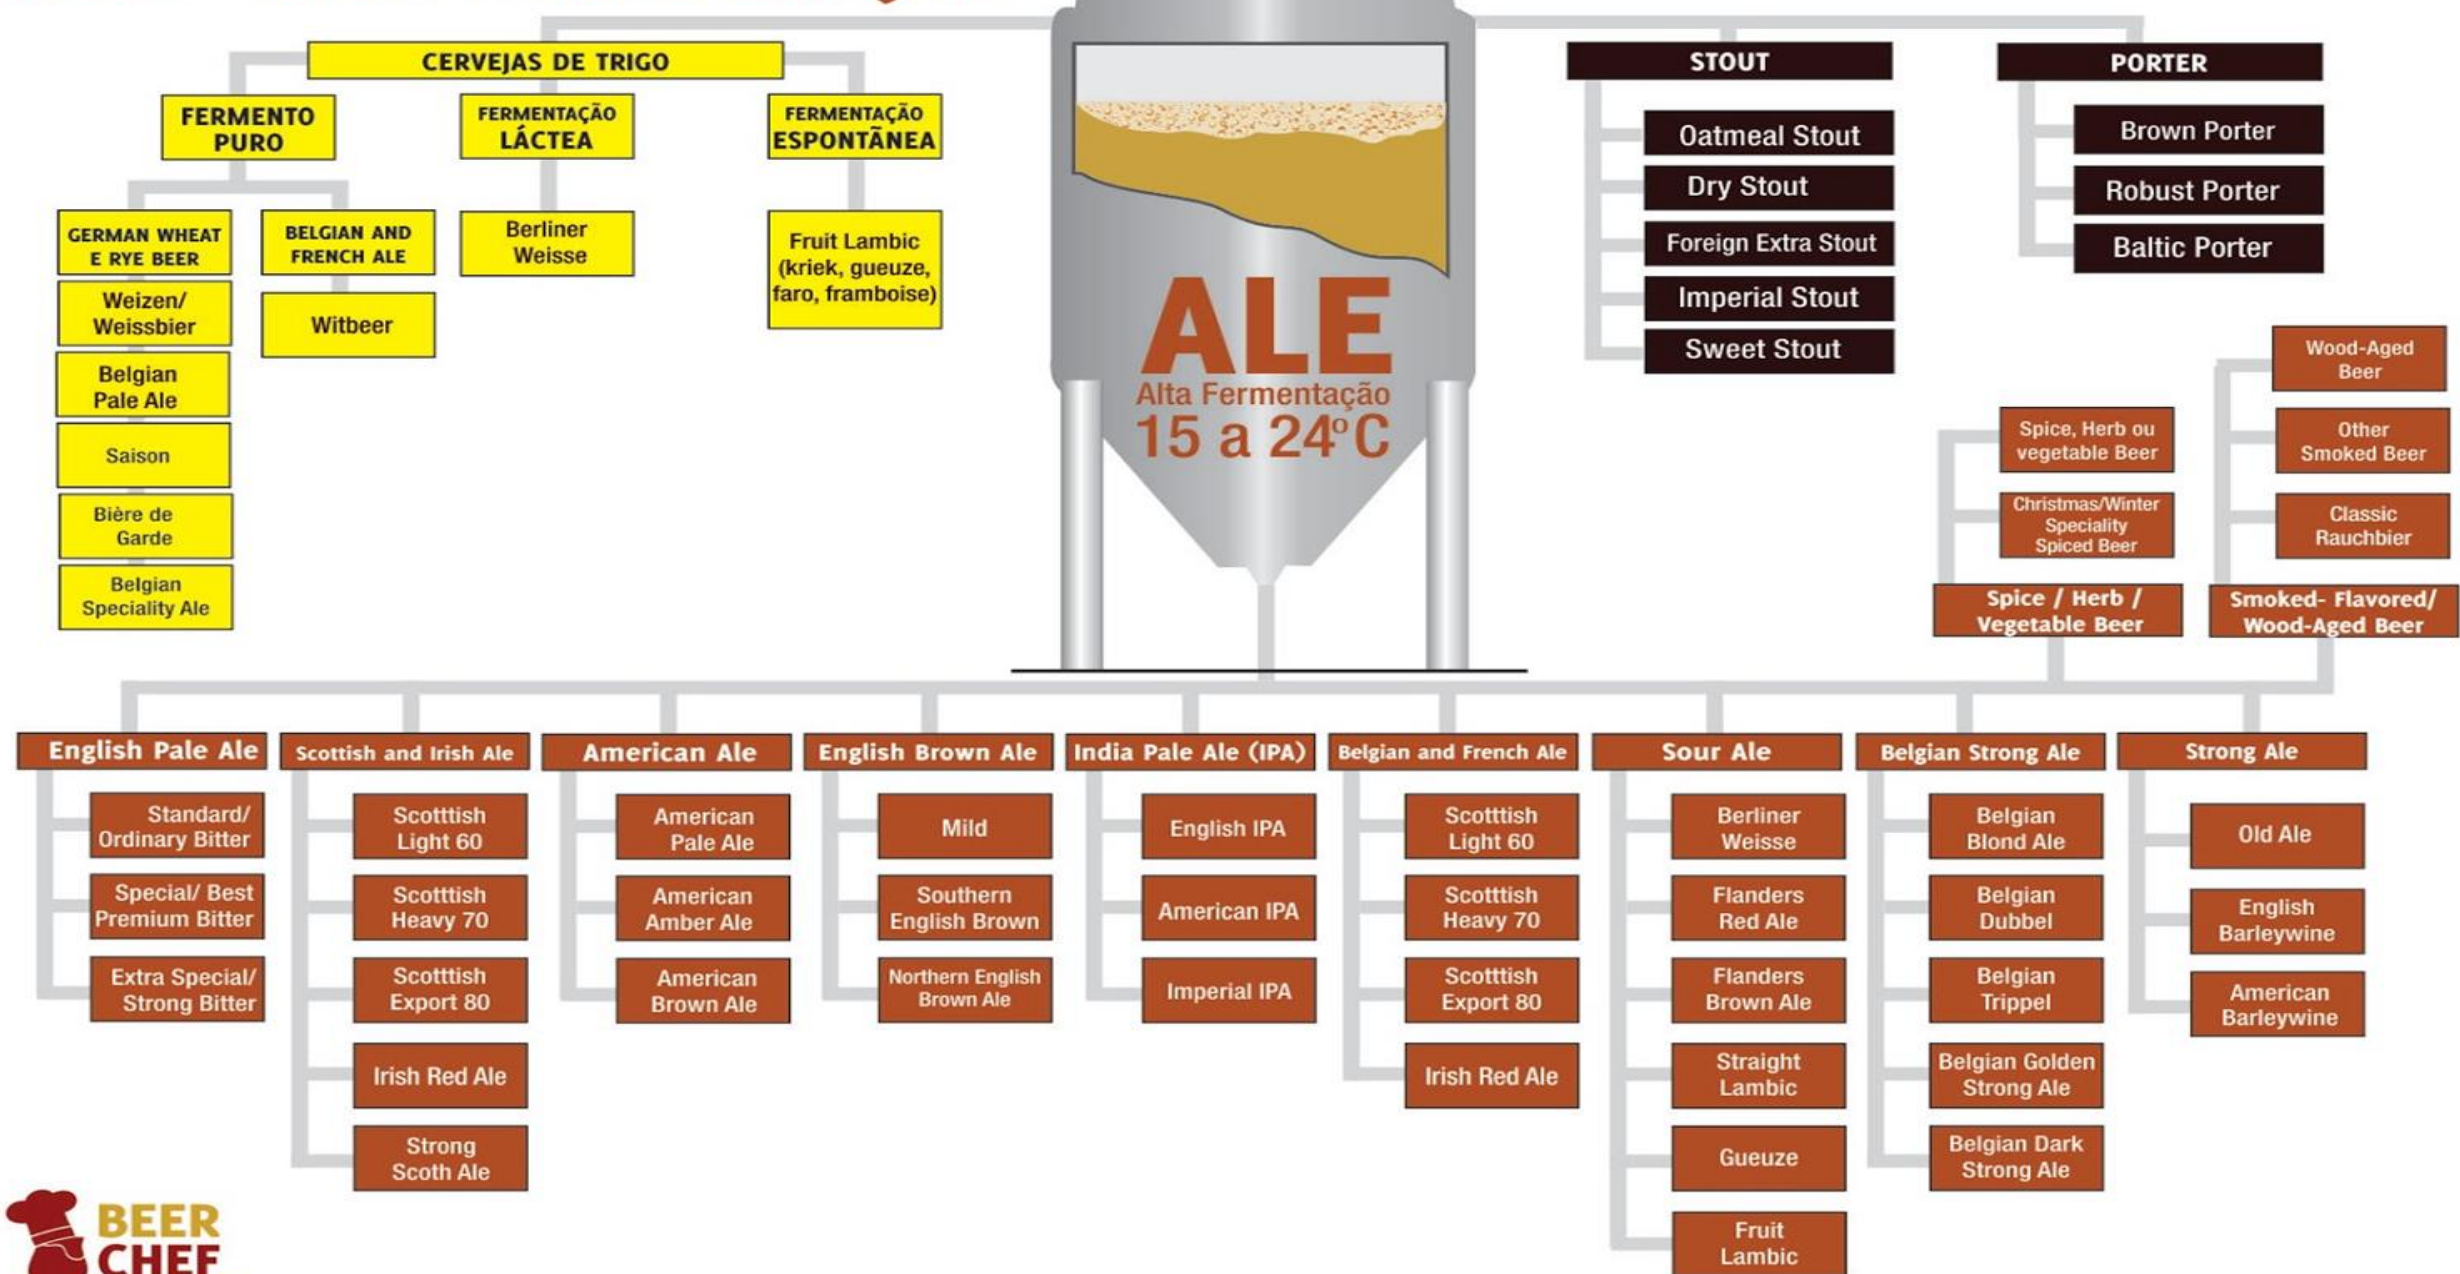 CERVEJAS DE TRIGO
FERMENTO
PURO
FERMENTAÇÃO
LÁCTEA
FERMENTAÇÃO
ESPONTÃNEA
GERMAN WHEAT
E RYE BEER
BELGIAN AND
FRENCH ALE
Berliner
Weisse
Fruit Lambic
(kriek, gueuze,
faro, framboise)
Weizen/
Weissbier
Witbeer
Belgian
Pale Ale
Saison
Bière de
Garde
Belgian
Speciality Ale
ALE
Alta Fermentação
15 a 24ºC
STOUT
Oatmeal Stout
Dry Stout
Foreign Extra Stout
Imperial Stout
Sweet Stout
PORTER
Brown Porter
Robust Porter
Baltic Porter
Spice, Herb ou
vegetable Beer
Christmas/Winter
Speciality
Spiced Beer
Spice / Herb /
Vegetable Beer
Wood-Aged
Beer
Other
Smoked Beer
Classic
Rauchbier
Smoked- Flavored/
Wood-Aged Beer
English Pale Ale
Standard/
Ordinary Bitter
Special/ Best
Premium Bitter
Extra Special/
Strong Bitter
Scottish and Irish Ale
Scotttish
Light 60
Scotttish
Heavy 70
Scotttish
Export 80
Irish Red Ale
Strong
Scoth Ale
American Ale
American
Pale Ale
American
Amber Ale
American
Brown Ale
English Brown Ale
Mild
Southern
English Brown
Northern English
Brown Ale
India Pale Ale (IPA)
English IPA
American IPA
Imperial IPA
Belgian and French Ale
Scotttish
Light 60
Scotttish
Heavy 70
Scotttish
Export 80
Irish Red Ale
Sour Ale
Berliner
Weisse
Flanders
Red Ale
Flanders
Brown Ale
Straight
Lambic
Gueuze
Fruit
Lambic
Belgian Strong Ale
Belgian
Blond Ale
Belgian
Dubbel
Belgian
Trippel
Belgian Golden
Strong Ale
Belgian Dark
Strong Ale
Strong Ale
Old Ale
English
Barleywine
American
Barleywine
BEER
CHEF